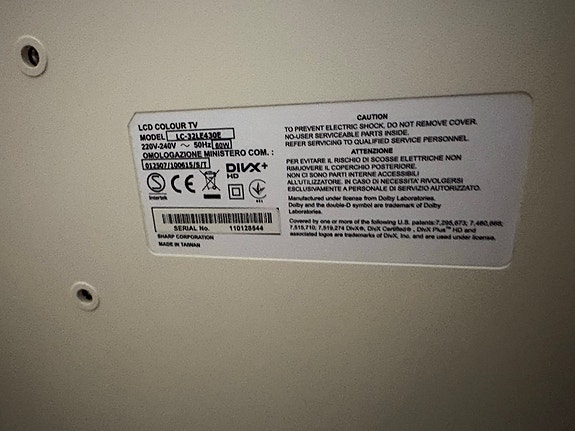 LCD COLOUR TV
MODEL LC-32LE430E
220V-240V ~ 50Hz 80W
OMOLOGAZIONE MINISTERO COM. :
012507/100615/S/T
S
Intertek
CE
DIVX+
HD
SERIAL No. 110128544
SHARP CORPORATION
MADE IN TAIWAN
CAUTION
TO PREVENT ELECTRIC SHOCK, DO NOT REMOVE COVER.
NO-USER SERVICEABLE PARTS INSIDE.
REFER SERVICING TO QUALIFIED SERVICE PERSONNEL.
ATTENZIONE
PER EVITARE IL RISCHIO DI SCOSSE ELETTRICHE NON
RIMUOVERE IL COPERCHIO POSTERIORE.
NON CI SONO PARTI INTERNE ACCESSIBILI
ALL'UTILIZZATORE. IN CASO DI NECESSITA' RIVOLGERSI
ESCLUSIVAMENTE A PERSONALE DI SERVIZIO AUTORIZZATO.
Manufactured under license from Dolby Laboratories.
Dolby and the double-D symbol are trademarks of Dolby
Laboratories.
Covered by one or more of the following U.S. patents:7,295,673; 7,460,668;
7,515,710; 7,519,274 DivX®, DivX Certified®, DivX Plus™ HD and
associated logos are trademarks of DivX, Inc. and are used under license.